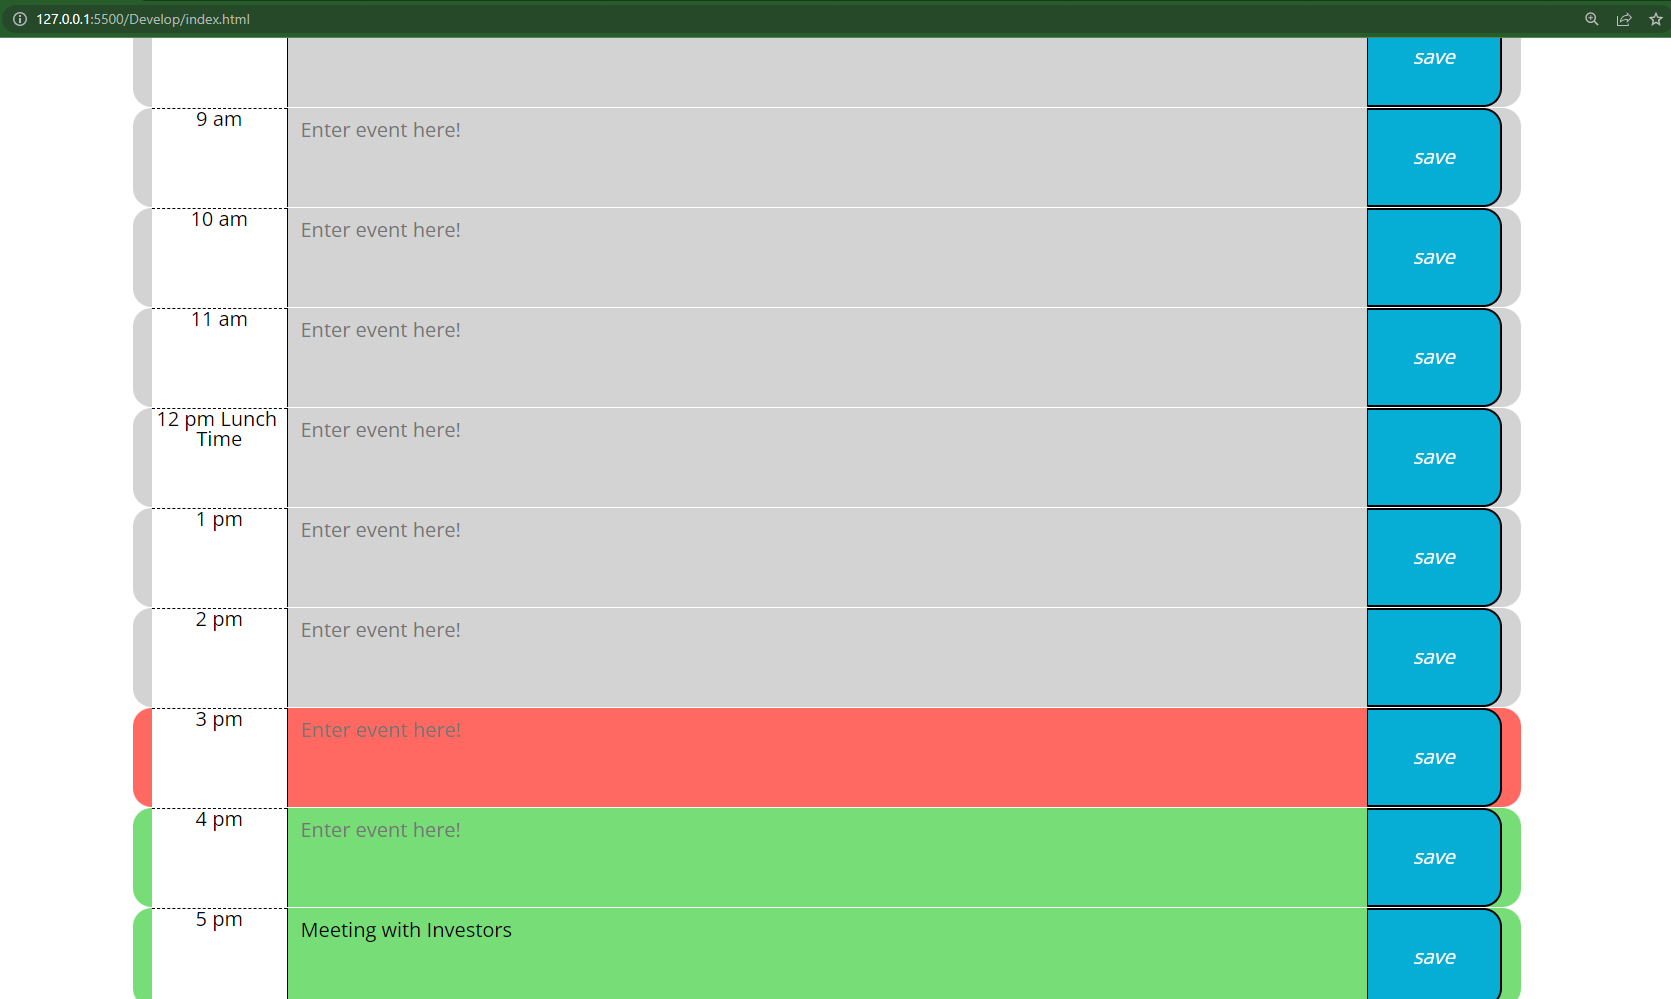 127.0.0.1:5500/Develop/index.html
save
9 am
Enter event here!
save
10 am
Enter event here!
save
11 am
Enter event here!
save
12 pm Lunch
Time
Enter event here!
save
1 pm
Enter event here!
save
2 pm
Enter event here!
save
3 pm
Enter event here!
save
4 pm
Enter event here!
save
5 pm
Meeting with Investors
save